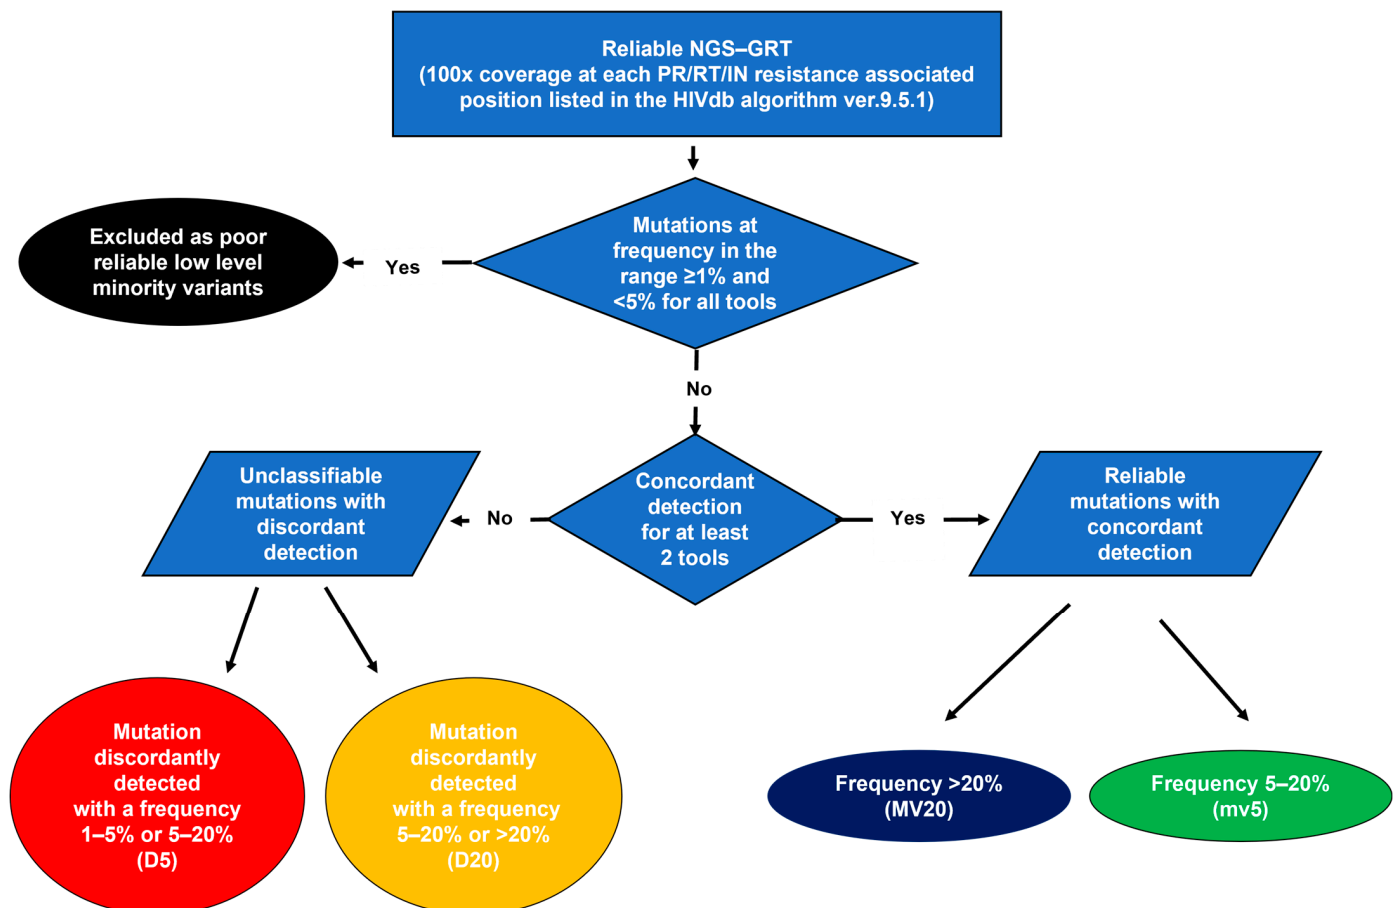 Reliable NGS–GRT
(100x coverage at each PR/RT/IN resistance associated
position listed in the HIVdb algorithm ver.9.5.1)
Mutations at
frequency in the
range ≥1% and
<5% for all tools
Yes
Excluded as poor
reliable low level
minority variants
No
Concordant
detection
for at least
2 tools
No
Unclassifiable
mutations with
discordant
detection
Yes
Reliable
mutations with
concordant
detection
Mutation
discordantly
detected
with a frequency
1–5% or 5–20%
(D5)
Mutation
discordantly
detected
with a frequency
5–20% or >20%
(D20)
Frequency >20%
(MV20)
Frequency 5–20%
(mv5)